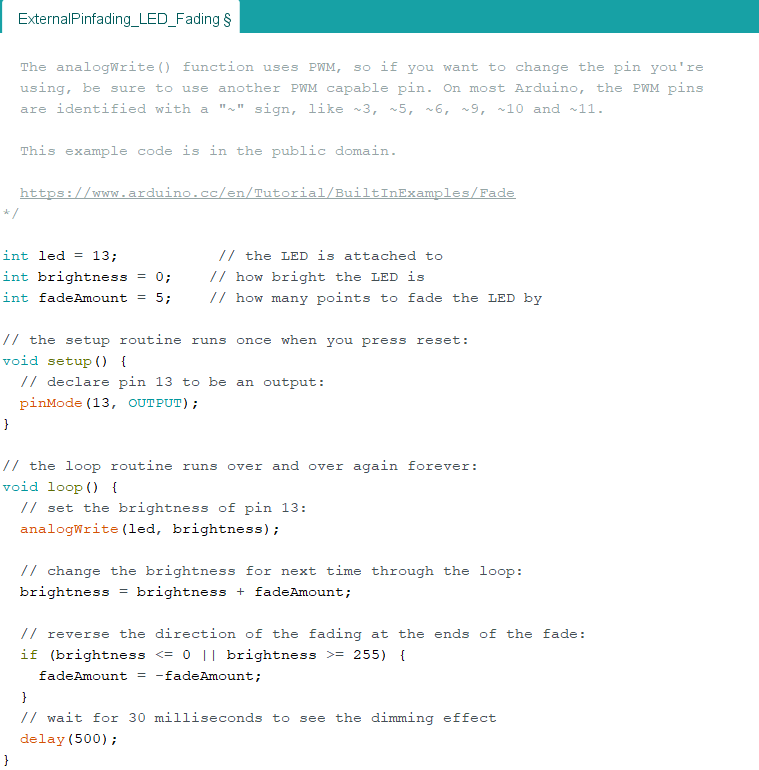 ExternalPinfading_LED_Fading §
The analogWrite() function uses PWM, so if you want to change the pin you're
using, be sure to use another PWM capable pin. On most Arduino, the PWM pins
are identified with a "~" sign, like ~3, ~5, ~6, ~9, ~10 and ~11.
This example code is in the public domain.
https://www.arduino.cc/en/Tutorial/BuiltInExamples/Fade
*/
int led = 13;           // the LED is attached to
int brightness = 0;    // how bright the LED is
int fadeAmount = 5;    // how many points to fade the LED by
// the setup routine runs once when you press reset:
void setup() {
  // declare pin 13 to be an output:
  pinMode(13, OUTPUT);
}
// the loop routine runs over and over again forever:
void loop() {
  // set the brightness of pin 13:
  analogWrite(led, brightness);
  // change the brightness for next time through the loop:
  brightness = brightness + fadeAmount;
  // reverse the direction of the fading at the ends of the fade:
  if (brightness <= 0 || brightness >= 255) {
    fadeAmount = -fadeAmount;
  }
  // wait for 30 milliseconds to see the dimming effect
  delay(500);
}